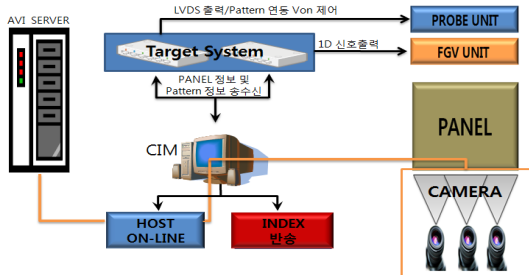 AVI SERVER
LVDS 출력/Pattern 연동 Von 제어
PROBE UNIT
Target System
1D 신호출력
FGV UNIT
PANEL 정보 및
Pattern 정보 송수신
PANEL
CIM
CAMERA
HOST
ON-LINE
INDEX
반송